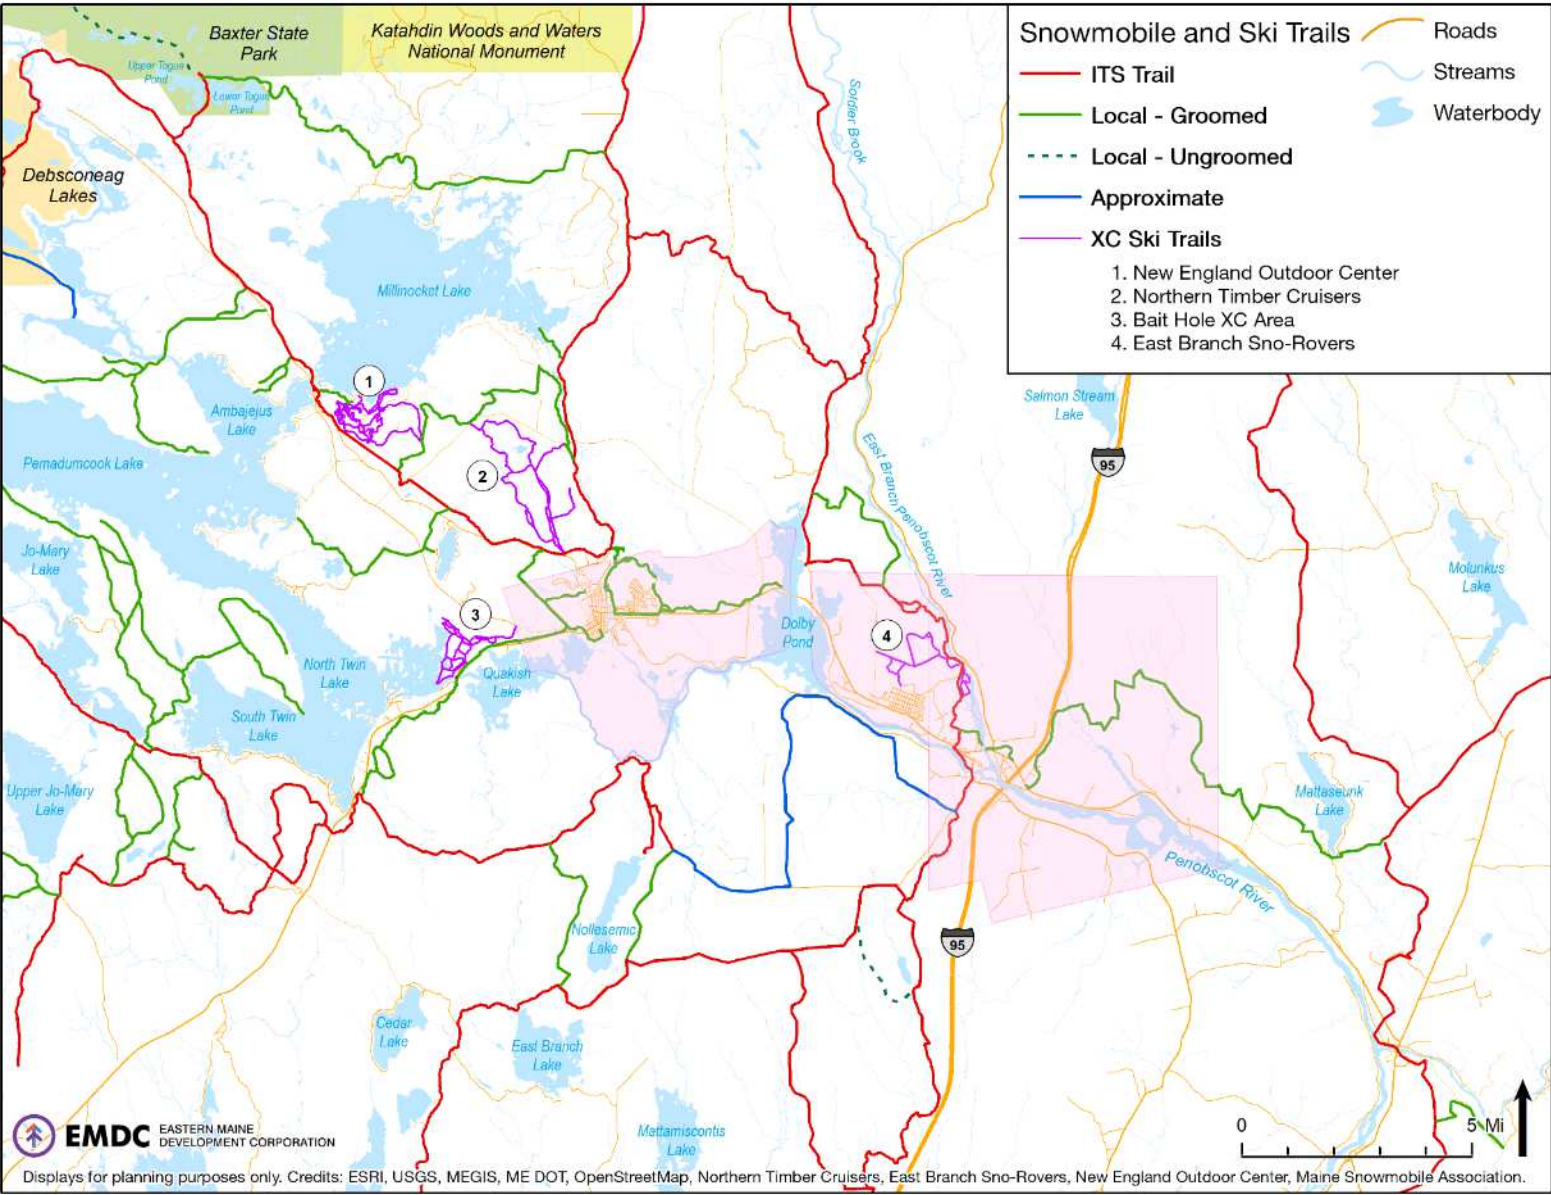 Baxter State
Park
Katahdin Woods and Waters
National Monument
Upper Togue
Pond
Lower Togue
Pond
Debsconeag
Lakes
Soldier Brook
Snowmobile and Ski Trails
ITS Trail
Local - Groomed
Local - Ungroomed
Approximate
XC Ski Trails
1. New England Outdoor Center
2. Northern Timber Cruisers
3. Bait Hole XC Area
4. East Branch Sno-Rovers
Roads
Streams
Waterbody
Millinocket Lake
1
Ambajejus
Lake
Salmon Stream
Lake
Pemadumcook Lake
2
95
East Branch Penobscot River
Jo-Mary
Lake
Molunkus
Lake
3
Dolby
Pond
4
North Twin
Lake
Quakish
Lake
South Twin
Lake
Upper Jo-Mary
Lake
Mattaseunk
Lake
Penobscot River
Nollesemic
Lake
95
Cedar
Lake
East Branch
Lake
Mattamiscontis
Lake
0
5 Mi
EMDC
EASTERN MAINE
DEVELOPMENT CORPORATION
Displays for planning purposes only. Credits: ESRI, USGS, MEGIS, ME DOT, OpenStreetMap, Northern Timber Cruisers, East Branch Sno-Rovers, New England Outdoor Center, Maine Snowmobile Association.